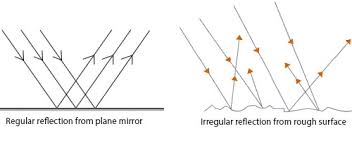 Regular reflection from plane mirror
Irregular reflection from rough surface